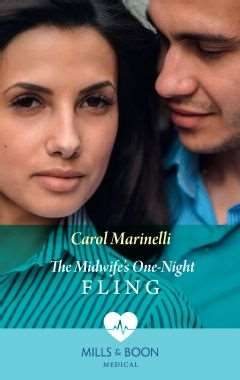 Carol Marinelli
The Midwife's One-Night
FLING
MILLS & BOON
MEDICAL